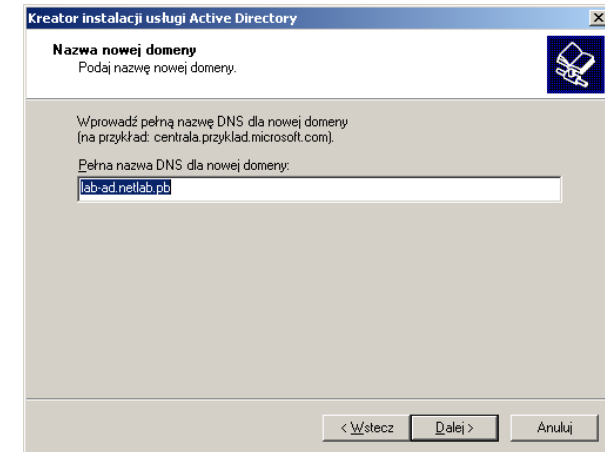 Kreator instalacji usługi Active Directory
Nazwa nowej domeny
Podaj nazwę nowej domeny.
Wprowadź pełną nazwę DNS dla nowej domeny
(na przykład: centrala.przyklad.microsoft.com).
Pełna nazwa DNS dla nowej domeny:
lab-ad.netlab.pb
< Wstecz Dalej > Anuluj